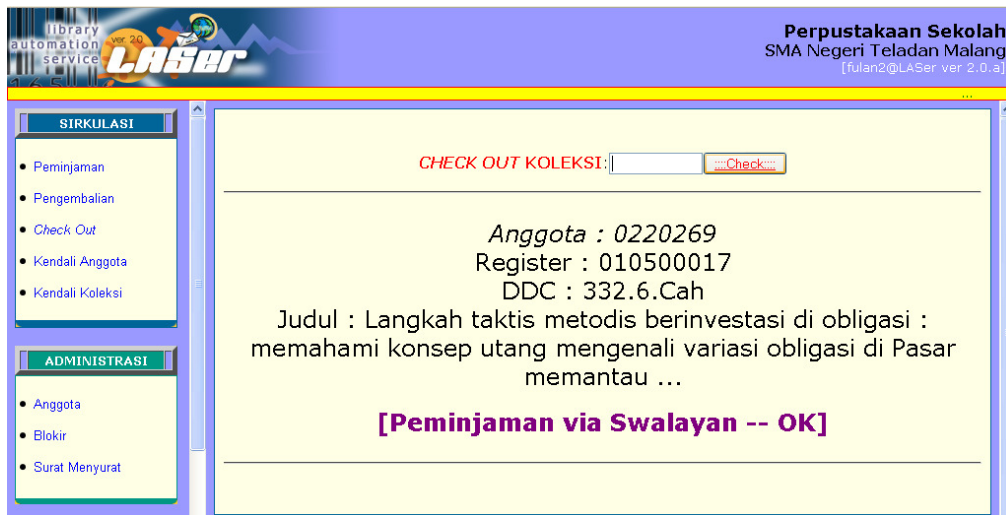 library
automation
service
ver. 2.0
LASer
Perpustakaan Sekolah
SMA Negeri Teladan Malang
[fulan2@LASer ver 2.0.a]
...
SIRKULASI
Peminjaman
Pengembalian
Check Out
Kendali Anggota
Kendali Koleksi
ADMINISTRASI
Anggota
Blokir
Surat Menyurat
CHECK OUT KOLEKSI: ::::Check::::
Anggota : 0220269
Register : 010500017
DDC : 332.6.Cah
Judul : Langkah taktis metodis berinvestasi di obligasi :
memahami konsep utang mengenali variasi obligasi di Pasar
memantau ...
[Peminjaman via Swalayan -- OK]